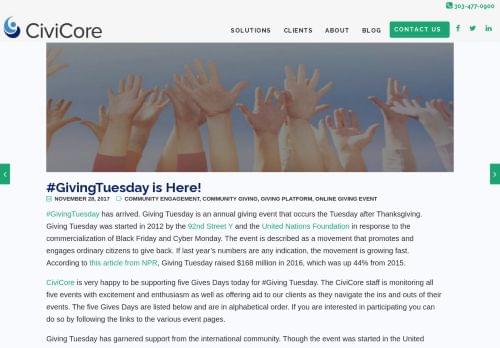 303-477-0900
CiviCore
SOLUTIONS CLIENTS ABOUT BLOG CONTACT US
#GivingTuesday is Here!
NOVEMBER 28, 2017 COMMUNITY ENGAGEMENT, COMMUNITY GIVING, GIVING PLATFORM, ONLINE GIVING EVENT
#GivingTuesday has arrived. Giving Tuesday is an annual giving event that occurs the Tuesday after Thanksgiving.
Giving Tuesday was started in 2012 by the 92nd Street Y and the United Nations Foundation in response to the
commercialization of Black Friday and Cyber Monday. The event is described as a movement that promotes and
engages ordinary citizens to give back. If last year's numbers are any indication, the movement is growing fast.
According to this article from NPR, Giving Tuesday raised $168 million in 2016, which was up 44% from 2015.
CiviCore is very happy to be supporting five Gives Days today for #Giving Tuesday. The CiviCore staff is monitoring all
five events with excitement and enthusiasm as well as offering aid to our clients as they navigate the ins and outs of their
events. The five Gives Days are listed below and are in alphabetical order. If you are interested in participating you can
do so by following the links to the various event pages.
Giving Tuesday has garnered support from the international community. Though the event was started in the United